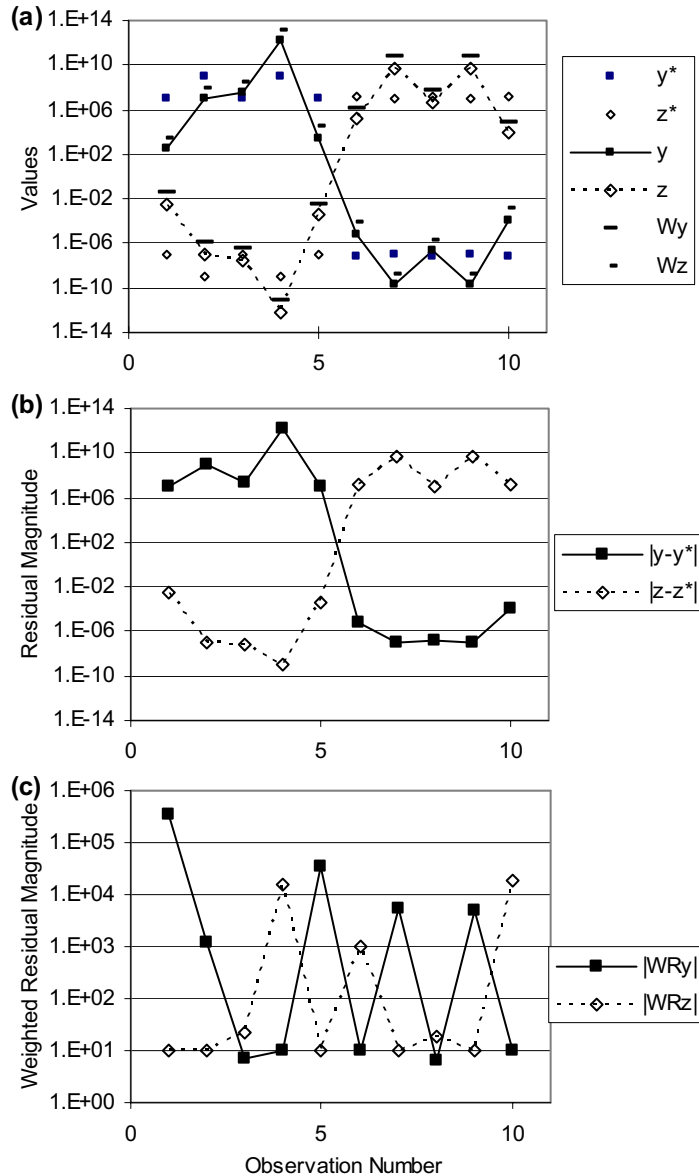 (a)
1.E+14
1.E+10
1.E+06
1.E+02
1.E-02
1.E-06
1.E-10
1.E-14
Values
0
5
10
y*
z*
y
z
Wy
Wz
(b)
1.E+14
1.E+10
1.E+06
1.E+02
1.E-02
1.E-06
1.E-10
1.E-14
Residual Magnitude
0
5
10
|y-y*|
|z-z*|
(c)
1.E+06
1.E+05
1.E+04
1.E+03
1.E+02
1.E+01
1.E+00
Weighted Residual Magnitude
0
5
10
Observation Number
|WRy|
|WRz|